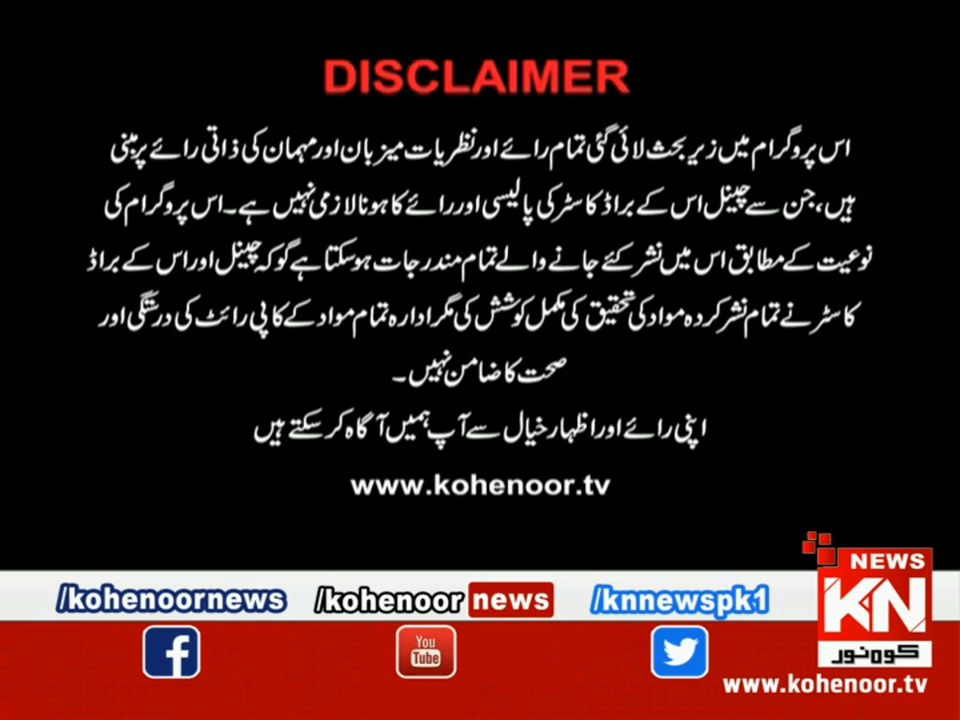 DISCLAIMER
اس پروگرام میں زیرِ بحث لائی گئی تمام رائے اور نظریات میزبان اور مہمان کی ذاتی رائے پر مبنی
ہیں، جن سے چینل اس کے براڈ کاسٹر کی پالیسی اور رائے کا ہونا لازمی نہیں ہے۔ اس پروگرام کی
نوعیت کے مطابق اس میں نشر کئے جانے والے تمام مندرجات ہو سکتا ہے گو کہ چینل اور اس کے براڈ
کاسٹر نے تمام نشر کردہ مواد کی تحقیق کی مکمل کوشش کی مگر ادارہ تمام مواد کے کاپی رائٹ کی درستگی اور
صحت کا ضامن نہیں۔
اپنی رائے اور اظہار خیال سے آپ ہمیں آگاہ کر سکتے ہیں
www.kohenoor.tv
/kohenoornews
/kohenoor news
/knnewspk1
f
You Tube
NEWS
KN
کوہ نور
www.kohenoor.tv